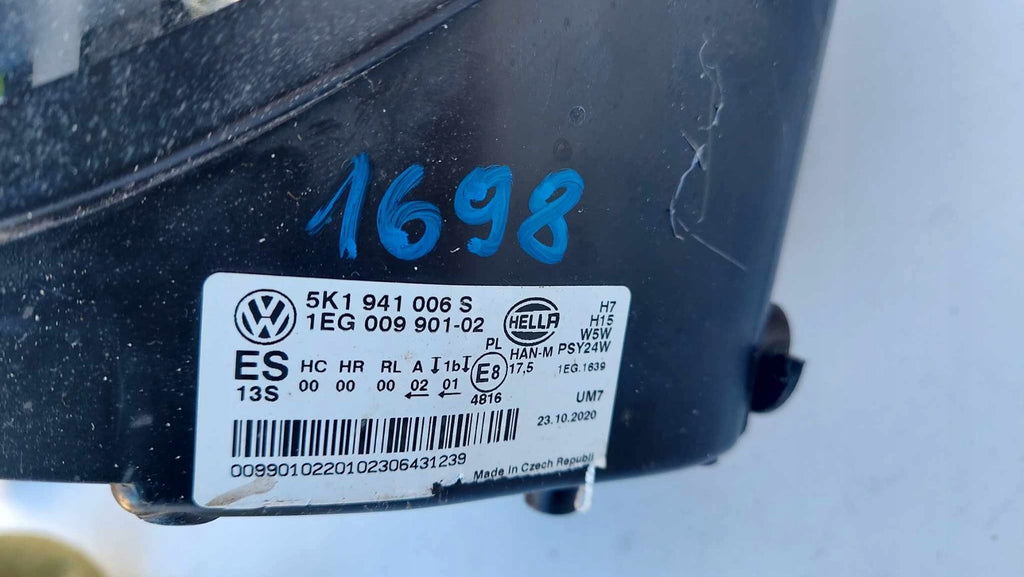 1698
5K1 941 006 S
1EG 009 901-02
HELLA
H7
H15
W5W
PSY24W
ES
13S
HC HR RL A 1b
00 00 00 02 01
PL
E8
4816
HAN-M
17,5
1EG.1639
UM7
23.10.2020
0099010220102306431239
Made in Czech Republi